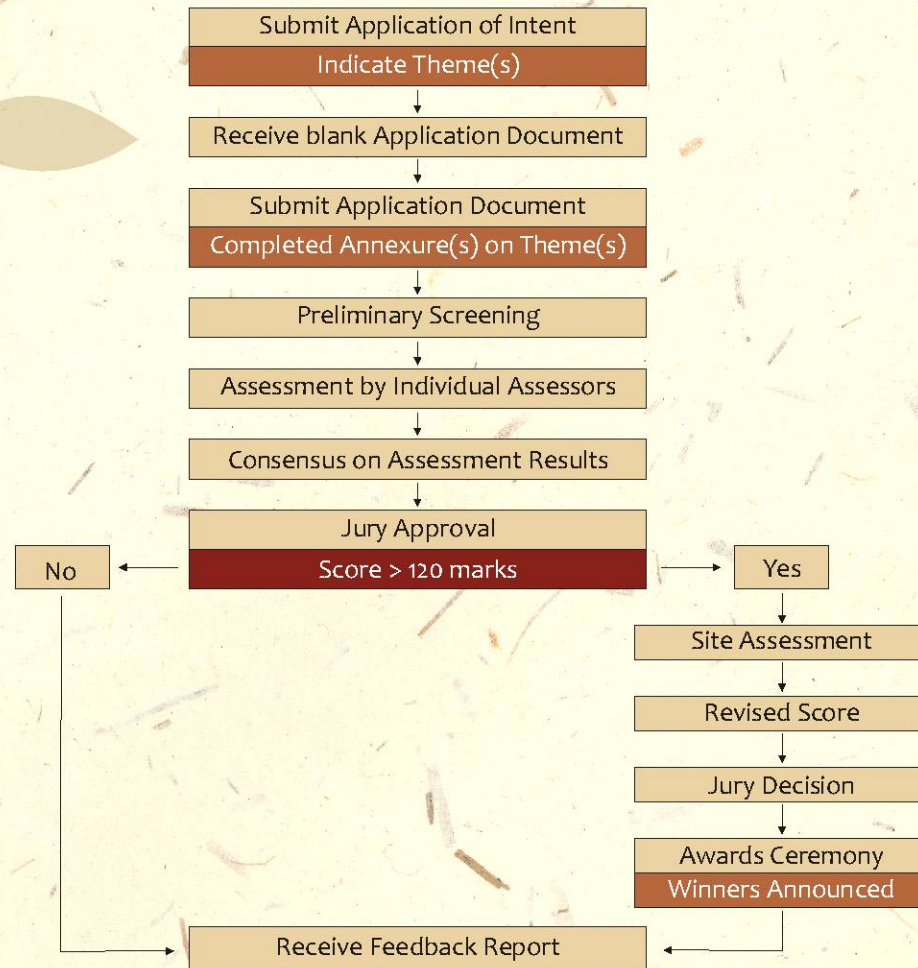 Submit Application of Intent
Indicate Theme(s)
Receive blank Application Document
Submit Application Document
Completed Annexure(s) on Theme(s)
Preliminary Screening
Assessment by Individual Assessors
Consensus on Assessment Results
Jury Approval
Score > 120 marks
No
Yes
Site Assessment
Revised Score
Jury Decision
Awards Ceremony
Winners Announced
Receive Feedback Report